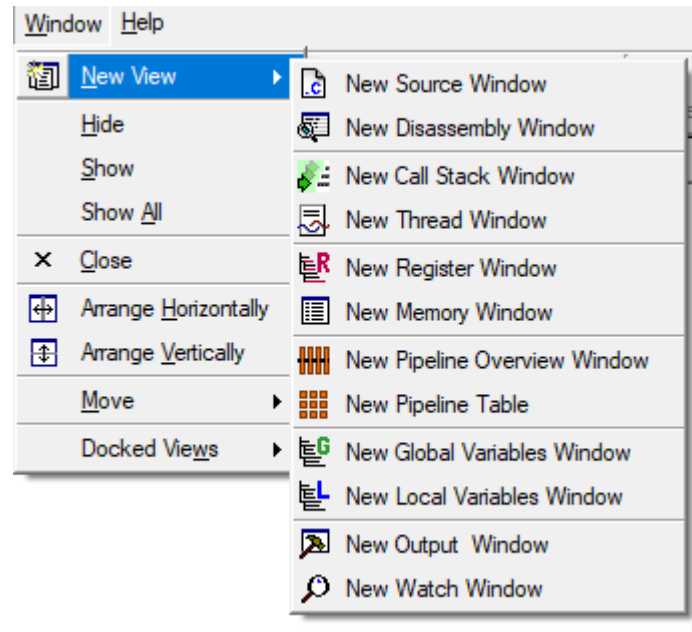 Window Help
New View
Hide
Show
Show All
Close
Arrange Horizontally
Arrange Vertically
Move
Docked Views
.c New Source Window
New Disassembly Window
New Call Stack Window
New Thread Window
R New Register Window
New Memory Window
New Pipeline Overview Window
New Pipeline Table
G New Global Variables Window
L New Local Variables Window
New Output  Window
New Watch Window